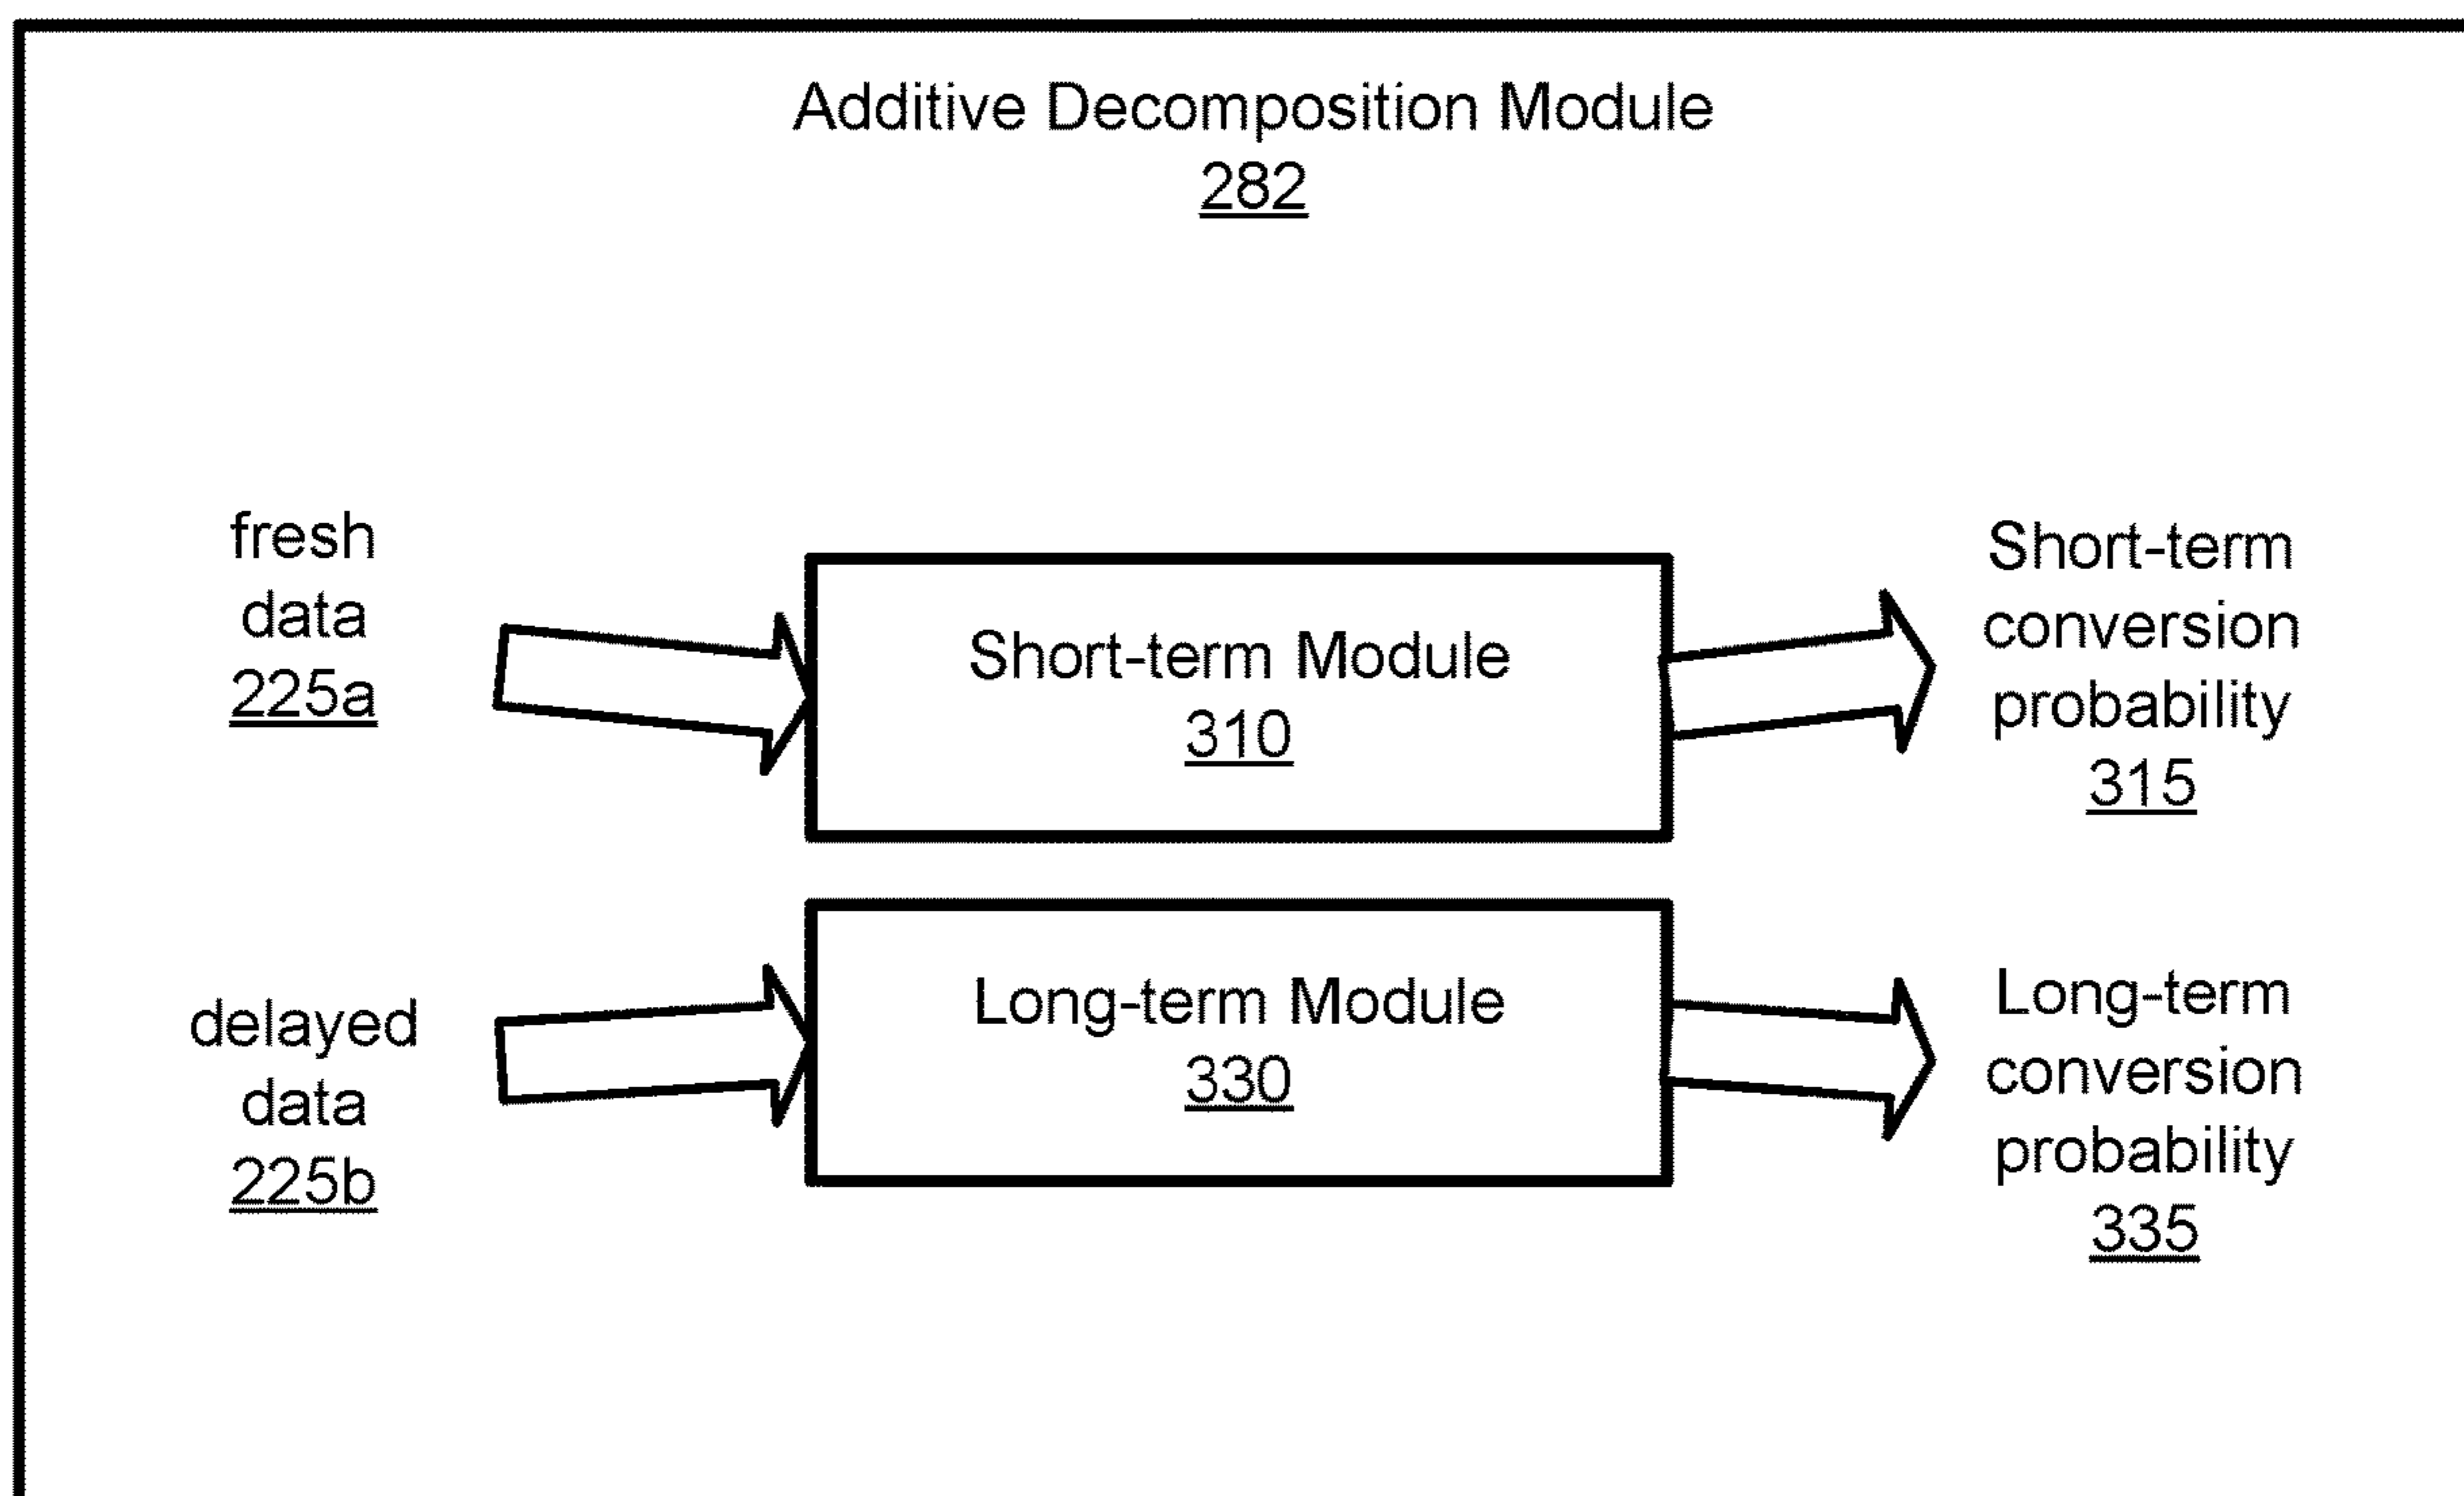 Additive Decomposition Module
282
fresh
data
225a
Short-term Module
310
Short-term
conversion
probability
315
delayed
data
225b
Long-term Module
330
Long-term
conversion
probability
335